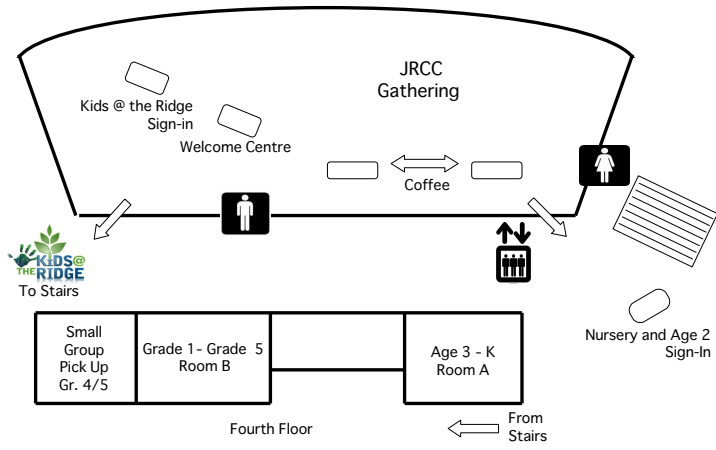 JRCC
Gathering
Kids @ the Ridge
Sign-in
Welcome Centre
Coffee
KiDS@
THE RIDGE
To Stairs
Nursery and Age 2
Sign-In
Small
Group
Pick Up
Gr. 4/5
Grade 1- Grade 5
Room B
Age 3 - K
Room A
Fourth Floor
From
Stairs